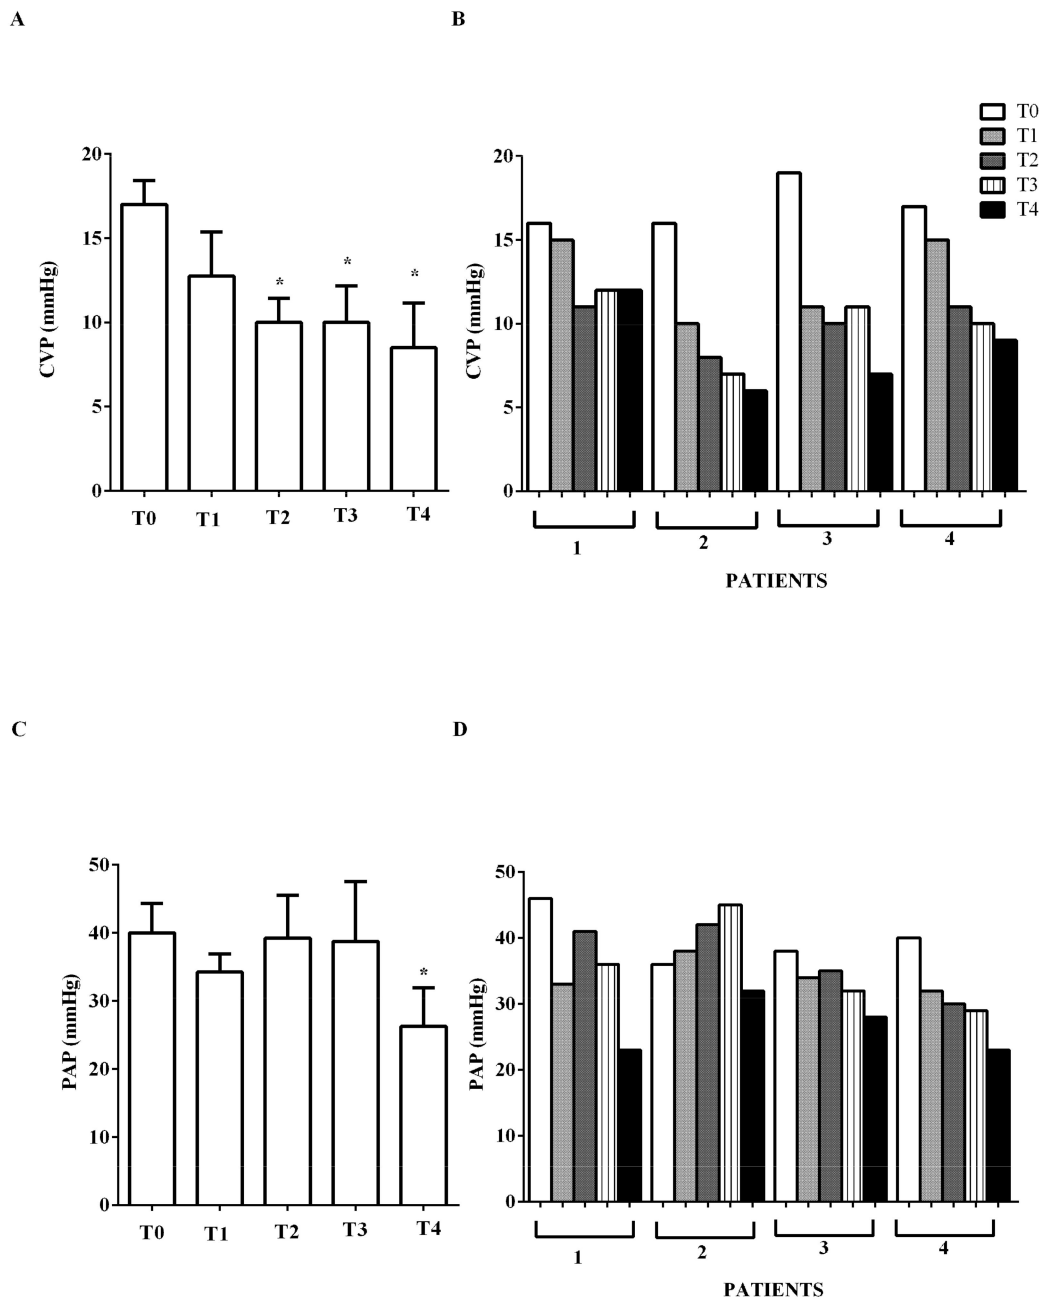 A
B
T0
T1
T2
T3
T4
20
15
10
5
0
CVP (mmHg)
T0 T1 T2 T3 T4
20
15
10
5
0
CVP (mmHg)
1 2 3 4
PATIENTS
C
D
50
40
30
20
10
0
PAP (mmHg)
* * *
*
T0 T1 T2 T3 T4
50
40
30
20
10
0
PAP (mmHg)
1 2 3 4
PATIENTS